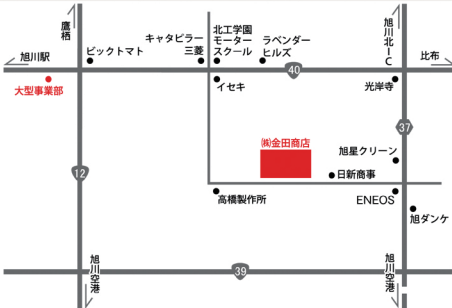 鷹栖
キャタピラー
三菱
北工学園
モーター
スクール
ラベンダー
ヒルズ
旭川北IC
旭川駅
ビックトマト
比布
40
大型事業部
イセキ
光岸寺
㈱金田商店
37
旭星クリーン
12
日新商事
高橋製作所
ENEOS
旭ダンケ
旭川空港
旭川空港
39